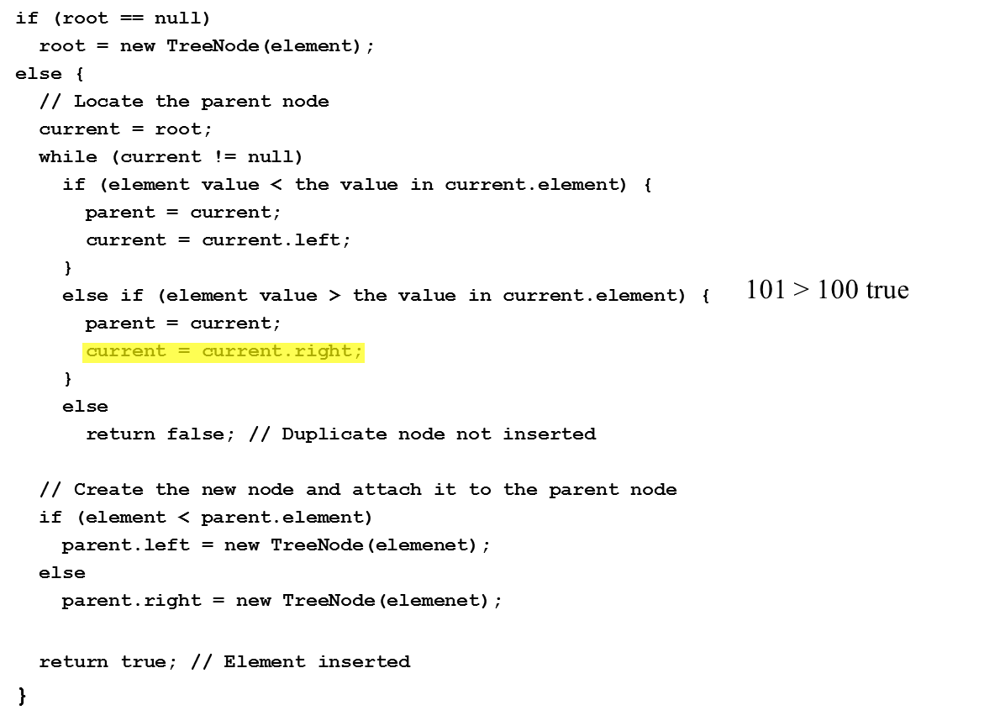 if (root == null)
root = new TreeNode(element);
else {
// Locate the parent node
current = root;
while (current != null)
if (element value < the value in current.element) {
parent = current;
current = current.left;
}
else if (element value > the value in current.element) {
101 > 100 true
parent = current;
current = current.right;
}
else
return false; // Duplicate node not inserted
// Create the new node and attach it to the parent node
if (element < parent.element)
parent.left = new TreeNode(elemenet);
else
parent.right = new TreeNode(elemenet);
return true; // Element inserted
}